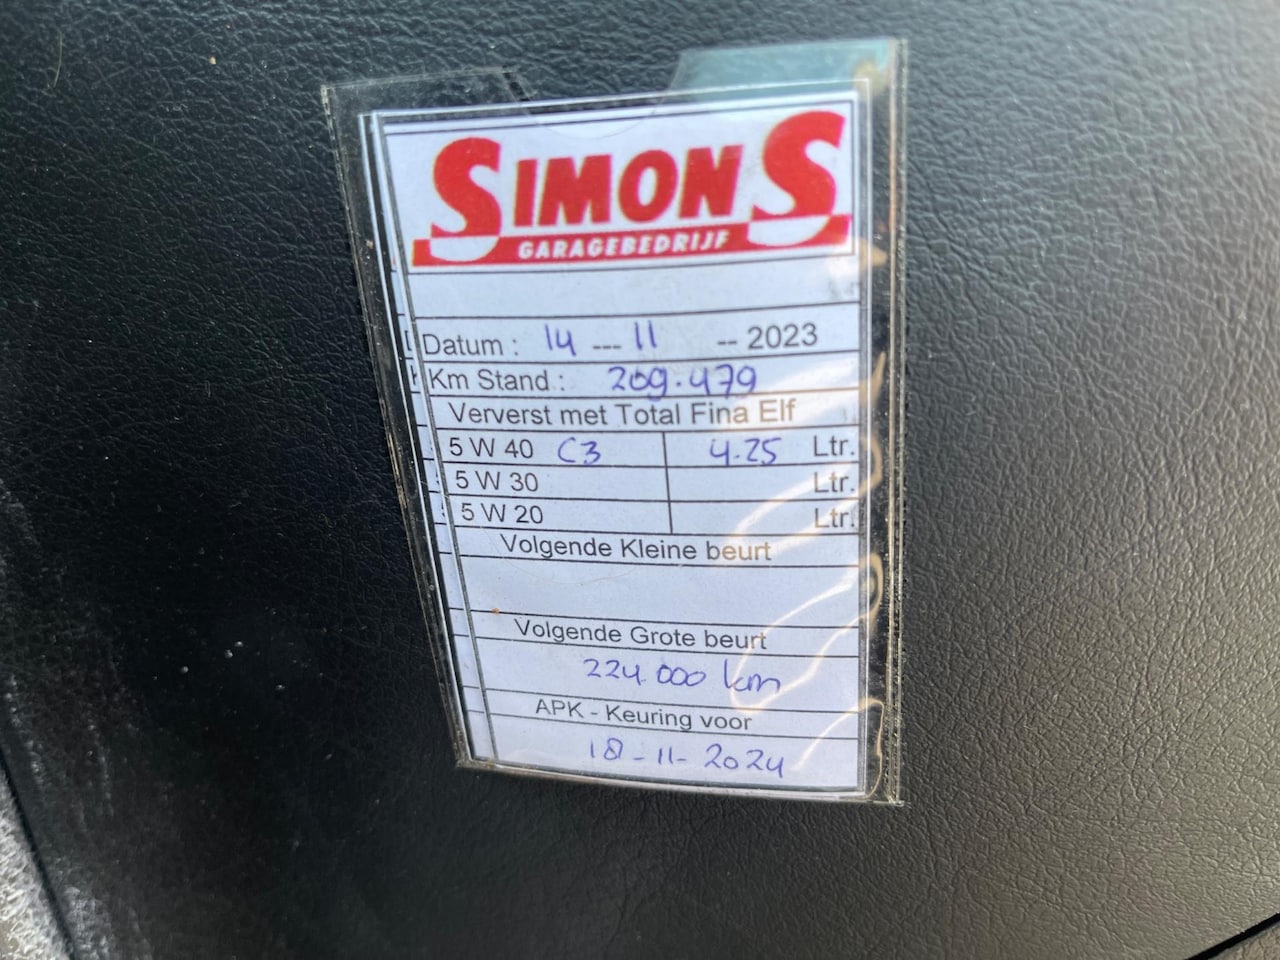 SIMONS
GARAGEBEDRIJF
Datum : 14 --- 11 -- 2023
Km Stand : 209.479
Ververst met Total Fina Elf
5 W 40 C3 4.25 Ltr.
5 W 30 Ltr.
5 W 20 Ltr.
Volgende Kleine beurt
Volgende Grote beurt
224.000 km
APK - Keuring voor
18-11-2024